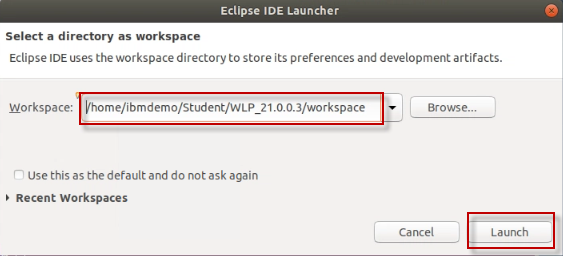 Eclipse IDE Launcher
Select a directory as workspace
Eclipse IDE uses the workspace directory to store its preferences and development artifacts.
Workspace: /home/ibmdemo/Student/WLP_21.0.0.3/workspace Browse...
Use this as the default and do not ask again
Recent Workspaces
Cancel Launch